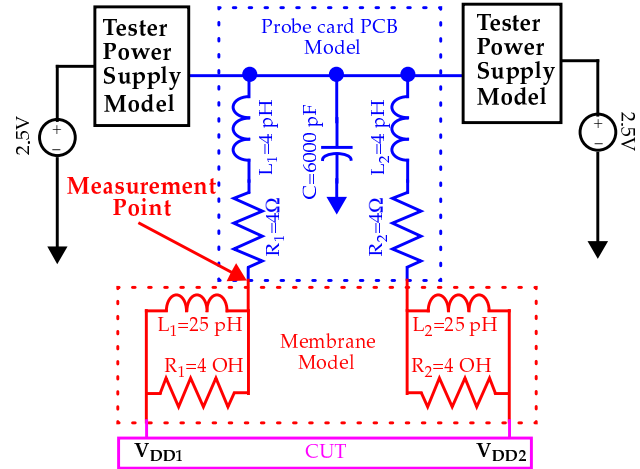 Tester
Power
Supply
Model
Probe card PCB
Model
Tester
Power
Supply
Model
2.5V
+
−
L1=4 pH
C=6000 pF
L2=4 pH
+
−
2.5V
Measurement
Point
R1=4Ω
R2=4Ω
L1=25 pH
L2=25 pH
Membrane
Model
R1=4 OH
R2=4 OH
VDD1
CUT
VDD2